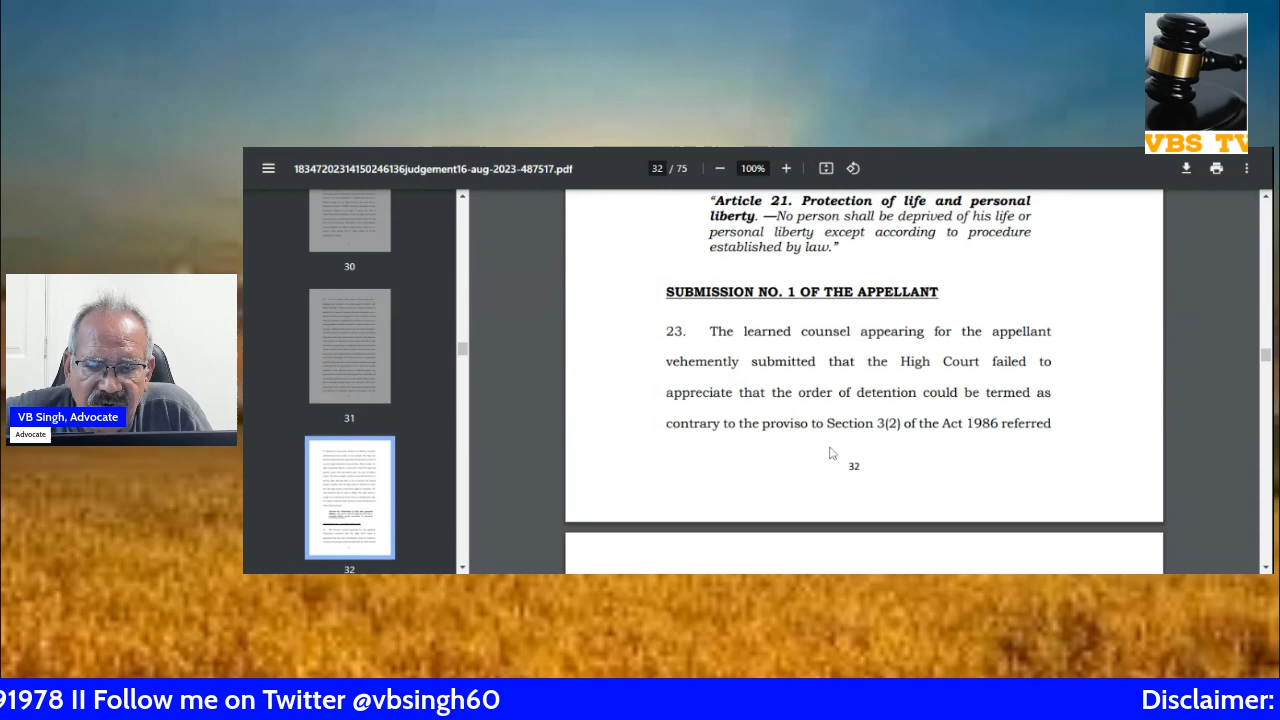 VBS TV
18347202314150246136judgement16-aug-2023-487517.pdf
32 / 75
100%
"Article 21. Protection of life and personal
liberty. —No person shall be deprived of his life or
personal liberty except according to procedure
established by law."
SUBMISSION NO. 1 OF THE APPELLANT
23. The learned counsel appearing for the appellant
vehemently submitted that the High Court failed to
appreciate that the order of detention could be termed as
contrary to the proviso to Section 3(2) of the Act 1986 referred
32
30
31
32
VB Singh, Advocate
Advocate
91978 II Follow me on Twitter @vbsingh60
Disclaimer: